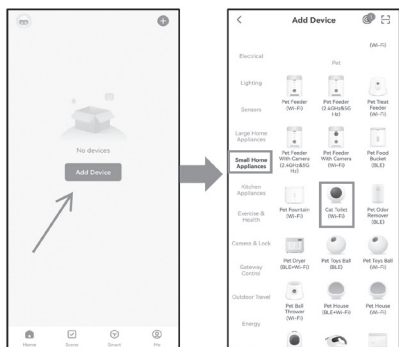 No devices
Add Device
Home
Scene
Smart
Me
Add Device
Electrical
Lighting
Sensors
Large Home
Appliances
Small Home
Appliances
Kitchen
Appliances
Exercise &
Health
Camera & Lock
Gateway
Control
Outdoor Travel
Energy
(Wi-Fi)
Pet
Pet Feeder
(Wi-Fi)
Pet Feeder
(2.4GHz&5G
Hz)
Pet Treat
Feeder
(Wi-Fi)
Pet Feeder
With Camera
(2.4GHz&5G
Hz)
Pet Feeder
With Camera
(Wi-Fi)
Pet Food
Bucket
(BLE)
Pet Fountain
(Wi-Fi)
Cat Toilet
(Wi-Fi)
Pet Odor
Remover
(BLE)
Pet Dryer
(BLE+Wi-Fi)
Pet Toys Ball
(BLE)
Pet Toys Ball
(Wi-Fi)
Pet Ball
Thrower
(Wi-Fi)
Pet House
(BLE+Wi-Fi)
Pet House
(Wi-Fi)